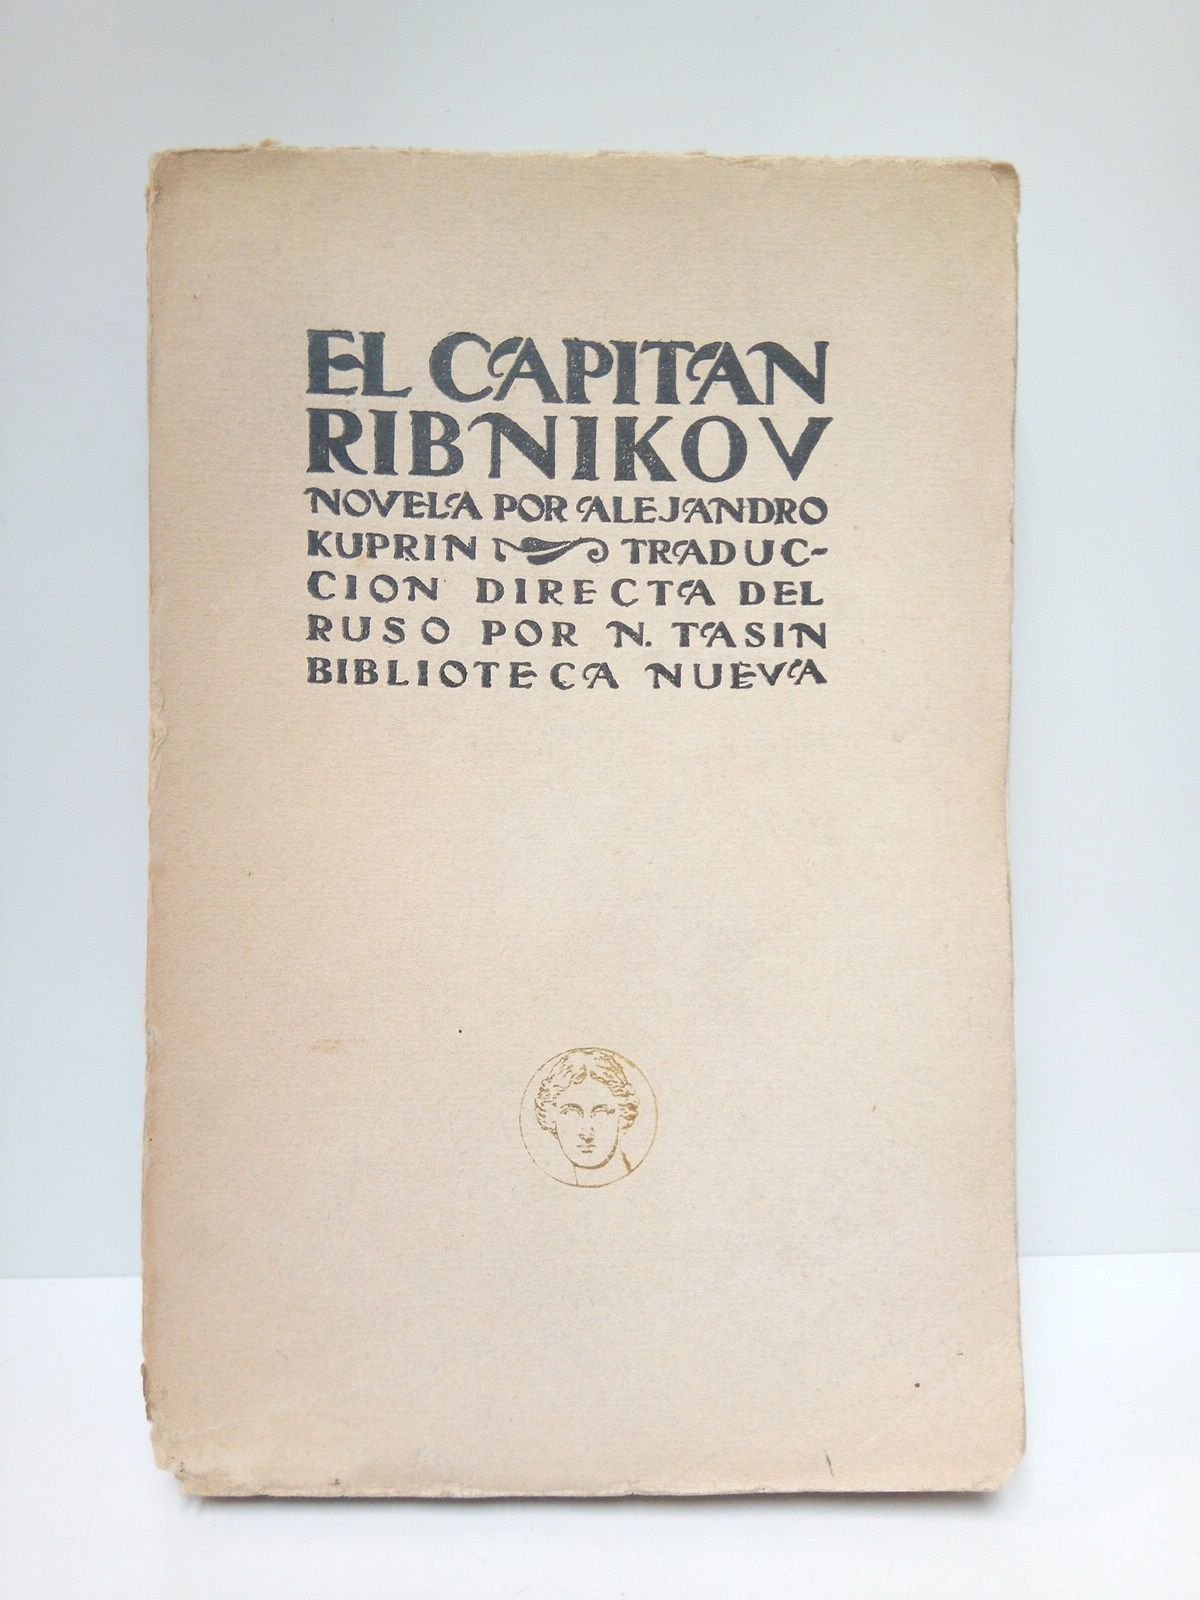 EL CAPITAN
RIBNIKOV
NOVELA POR ALEJANDRO
KUPRIN TRADUC-
CION DIRECTA DEL
RUSO POR N. TASIN
BIBLIOTECA NUEVA